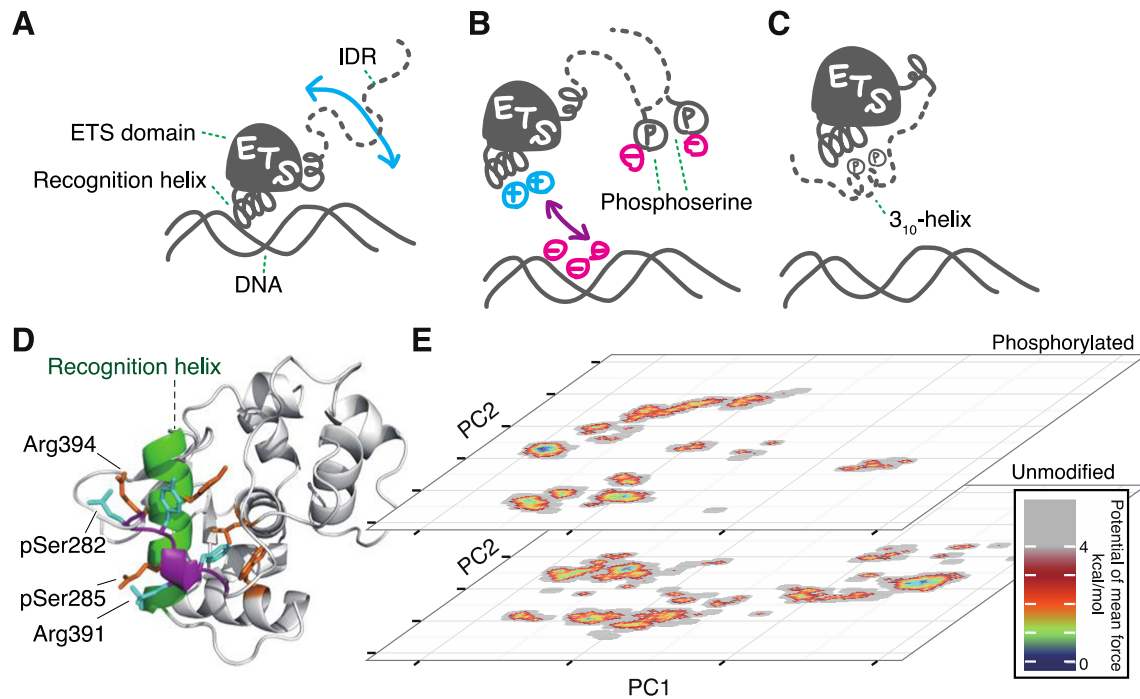 A
IDR
ETS domain
ETS
Recognition helix
DNA
B
ETS
P
P
Phosphoserine
C
ETS
P
P
3₁₀-helix
D
Recognition helix
Arg394
pSer282
pSer285
Arg391
E
Phosphorylated
PC2
Unmodified
PC2
PC1
4
0
Potential of mean force
kcal/mol